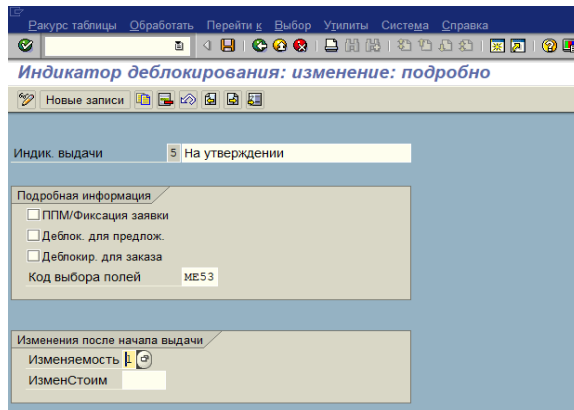 Ракурс таблицы Обработать Перейти к Выбор Утилиты Система Справка
Индикатор деблокирования: изменение: подробно
Новые записи
Индик. выдачи 5 На утверждении
Подробная информация
ППМ/Фиксация заявки
Деблок. для предлож.
Деблокир. для заказа
Код выбора полей ME53
Изменения после начала выдачи
Изменяемость 1
ИзменСтоим